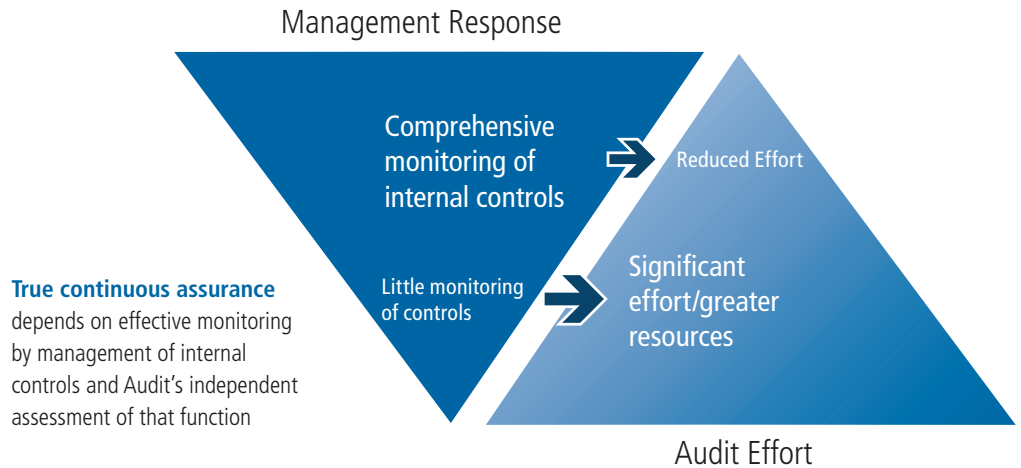 Management Response
Comprehensive
monitoring of
internal controls
Reduced Effort
Little monitoring
of controls
Significant
effort/greater
resources
True continuous assurance
depends on effective monitoring
by management of internal
controls and Audit’s independent
assessment of that function
Audit Effort